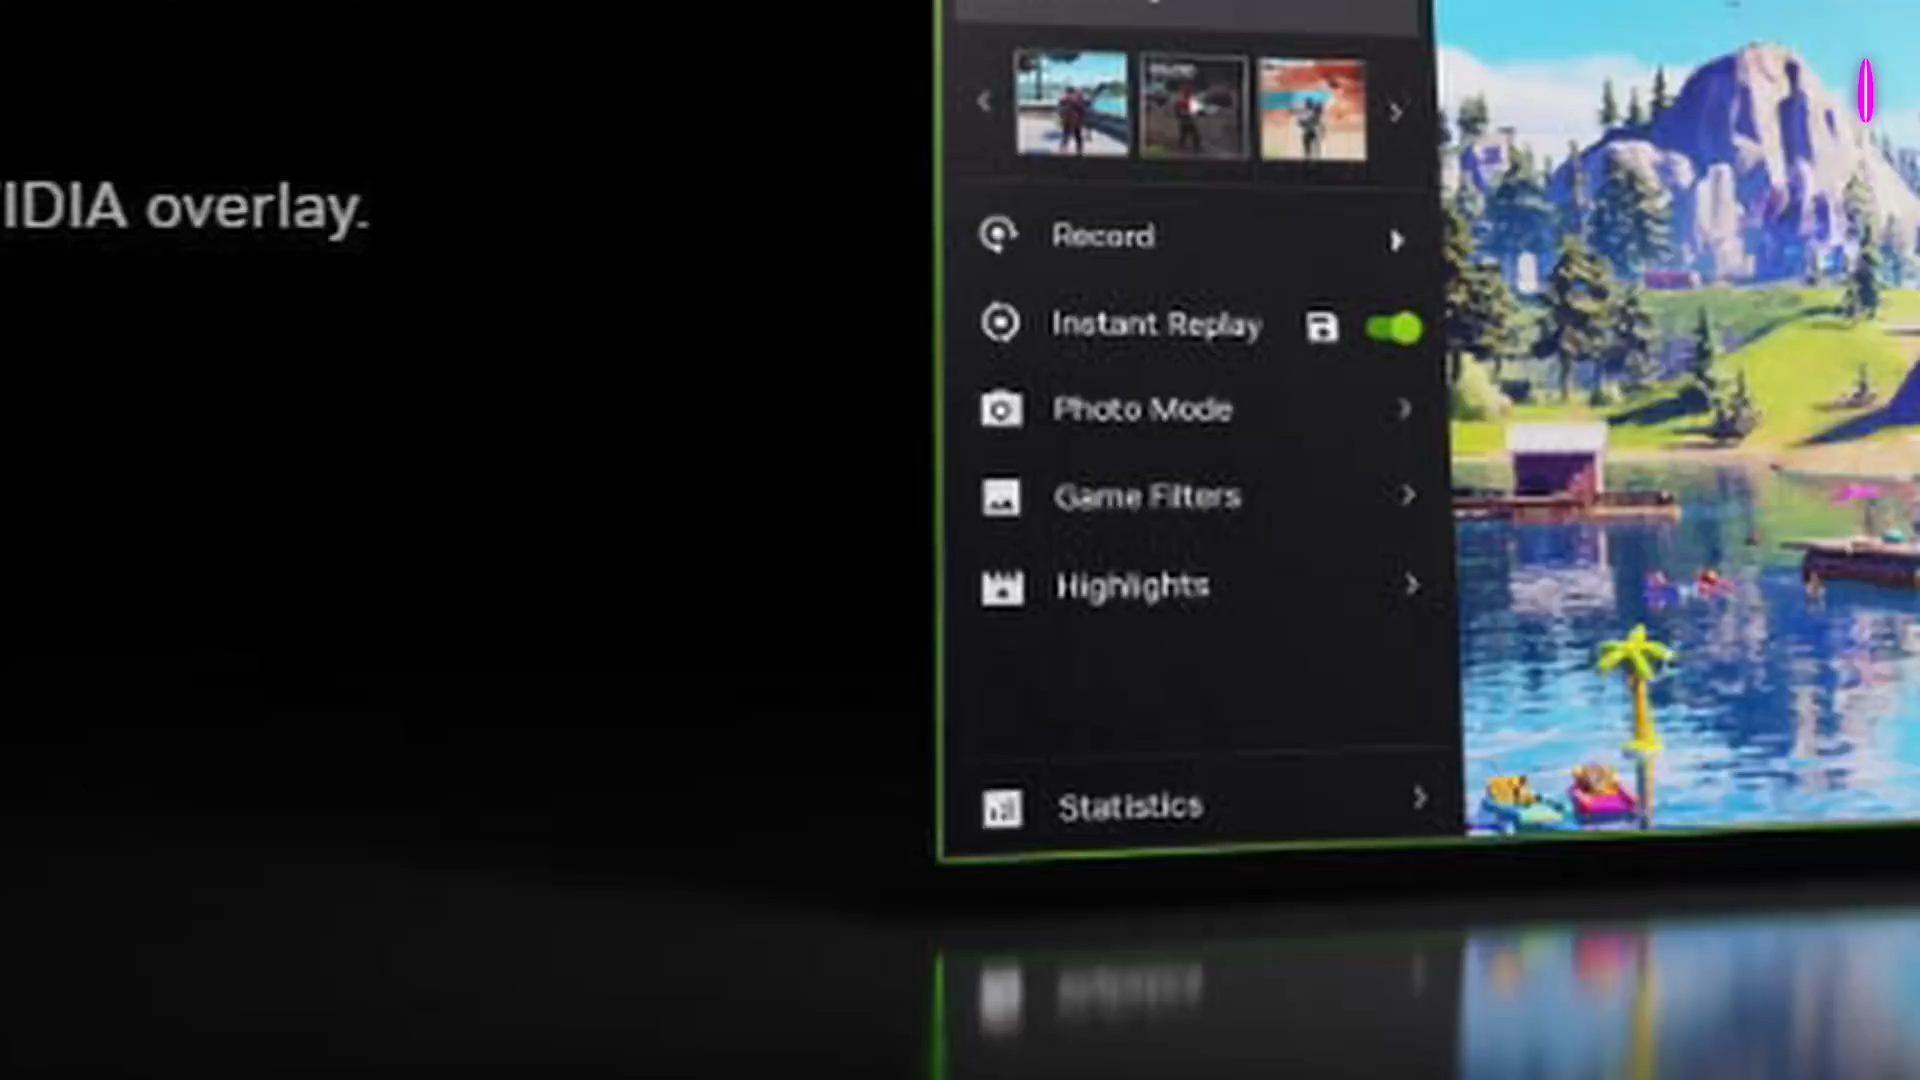 IDIA overlay.
Record
Instant Replay
Photo Mode
Game Filters
Highlights
Statistics